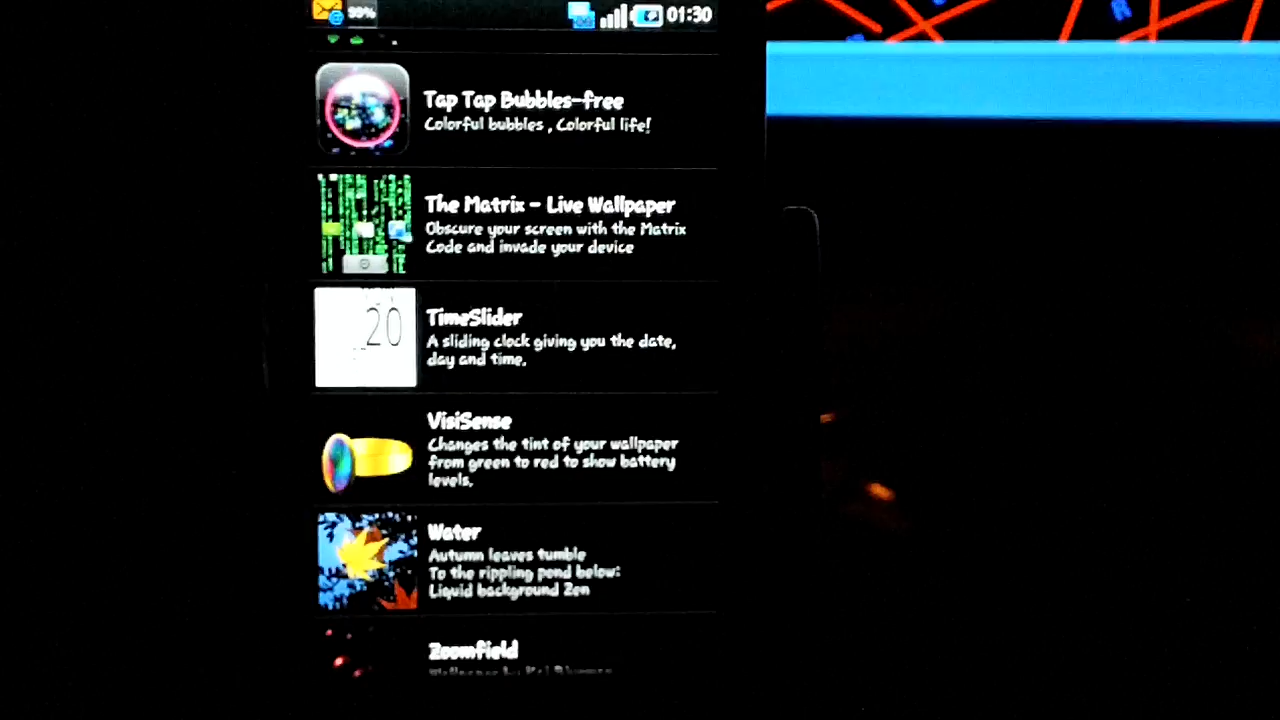 99%
01:30
Tap Tap Bubbles-free
Colorful bubbles , Colorful life!
The Matrix - Live Wallpaper
Obscure your screen with the Matrix
Code and invade your device
20
TimeSlider
A sliding clock giving you the date,
day and time.
VisiSense
Changes the tint of your wallpaper
from green to red to show battery
levels.
Water
Autumn leaves tumble
To the rippling pond below:
Liquid background Zen
Zoomfield
Wallpaper by